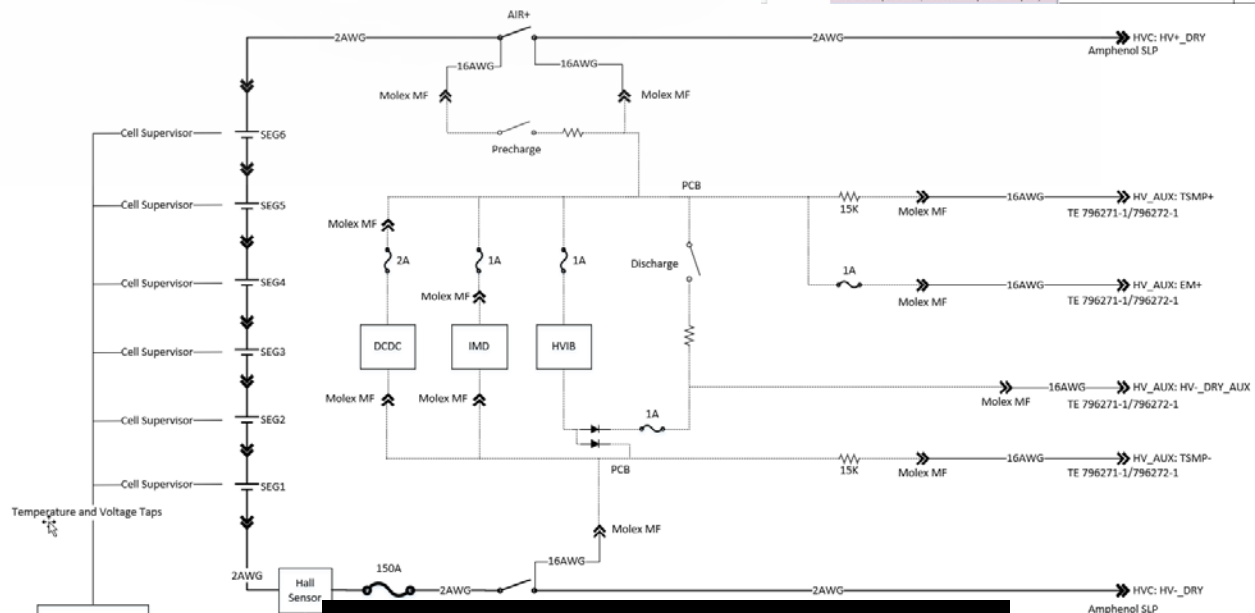 AIR+
2AWG
2AWG
HVC: HV+_DRY
Amphenol SLP
16AWG
16AWG
Molex MF
Molex MF
Cell Supervisor
SEG6
Precharge
PCB
Cell Supervisor
SEG5
15K
Molex MF
16AWG
HV_AUX: TSMP+
TE 796271-1/796272-1
Molex MF
2A
1A
1A
Discharge
1A
Cell Supervisor
SEG4
Molex MF
Molex MF
16AWG
HV_AUX: EM+
TE 796271-1/796272-1
Cell Supervisor
SEG3
DCDC
IMD
HVIB
Molex MF
Molex MF
Molex MF
16AWG
HV_AUX: HV-_DRY_AUX
TE 796271-1/796272-1
Cell Supervisor
SEG2
1A
PCB
15K
Molex MF
16AWG
HV_AUX: TSMP-
TE 796271-1/796272-1
Cell Supervisor
SEG1
Temperature and Voltage Taps
Molex MF
16AWG
2AWG
Hall
Sensor
150A
2AWG
2AWG
HVC: HV-_DRY
Amphenol SLP